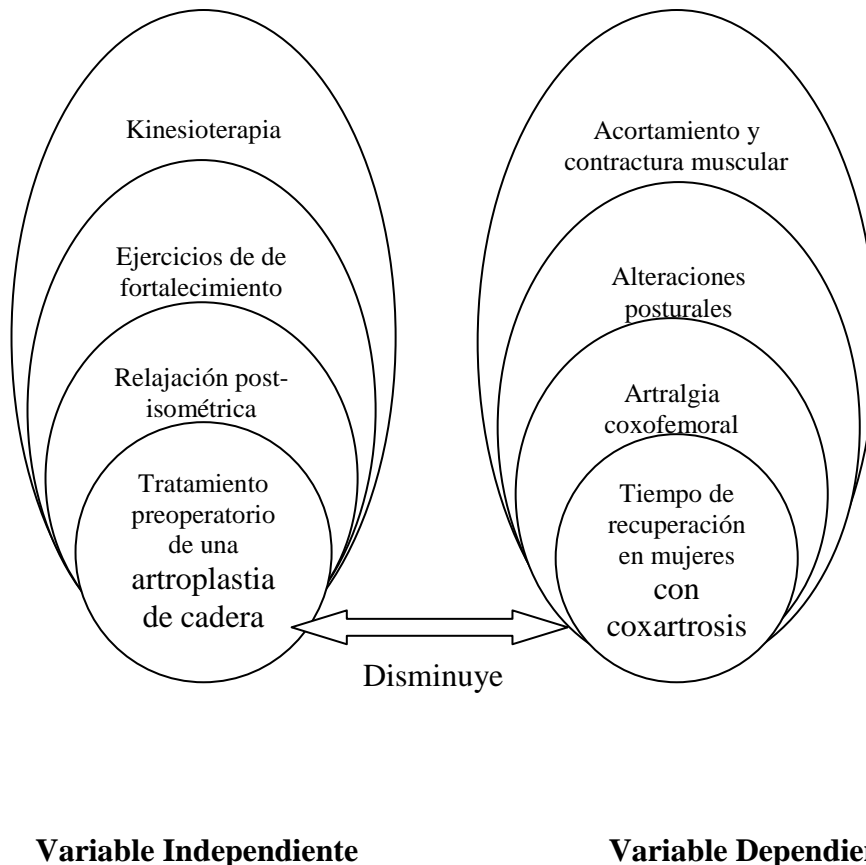 Kinesioterapia
Ejercicios de de
fortalecimiento
Relajación post-
isométrica
Tratamiento
preoperatorio
de una
artroplastia
de cadera
Acortamiento y
contractura muscular
Alteraciones
posturales
Artralgia
coxofemoral
Tiempo de
recuperación
en mujeres
con
coxartrosis
Disminuye
Variable Independiente
Variable